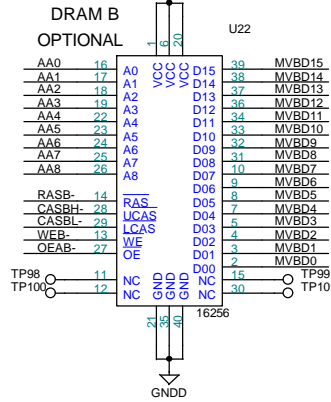 DRAM B
OPTIONAL
U22
1 6 20
VCC VCC VCC
AA0 16 A0 D15 39 MVBD15
AA1 17 A1 D14 38 MVBD14
AA2 18 A2 D13 37 MVBD13
AA3 19 A3 D12 36 MVBD12
AA4 22 A4 D11 34 MVBD11
AA5 23 A5 D10 33 MVBD10
AA6 24 A6 D09 32 MVBD9
AA7 25 A7 D08 31 MVBD8
AA8 26 A8 D07 10 MVBD7
D06 9 MVBD6
RASB- 14 RAS D05 8 MVBD5
CASBH- 28 UCAS D04 7 MVBD4
CASBL- 29 LCAS D03 5 MVBD3
WEB- 13 WE D02 4 MVBD2
OEAB- 27 OE D01 3 MVBD1
D00 2 MVBD0
TP98 11 NC NC 15 TP99
TP100 12 NC NC 30 TP10
GND GND GND
21 35 40
16256
GNDD